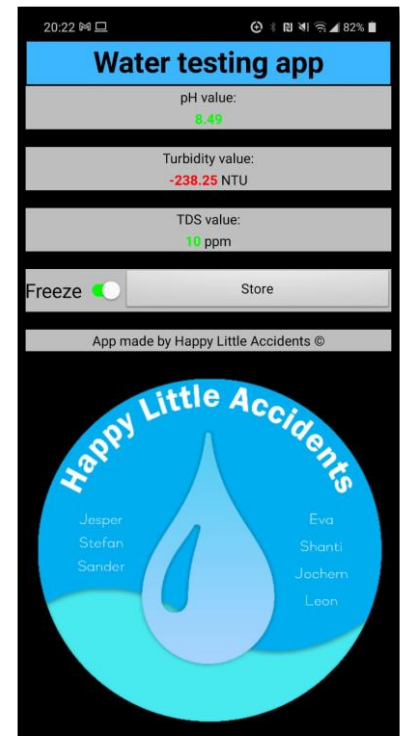 20:22 82%
Water testing app
pH value:
8.49
Turbidity value:
-238.25 NTU
TDS value:
10 ppm
Freeze Store
App made by Happy Little Accidents ©
Happy Little Accidents
Jesper
Stefan
Sander
Eva
Shanti
Jochem
Leon